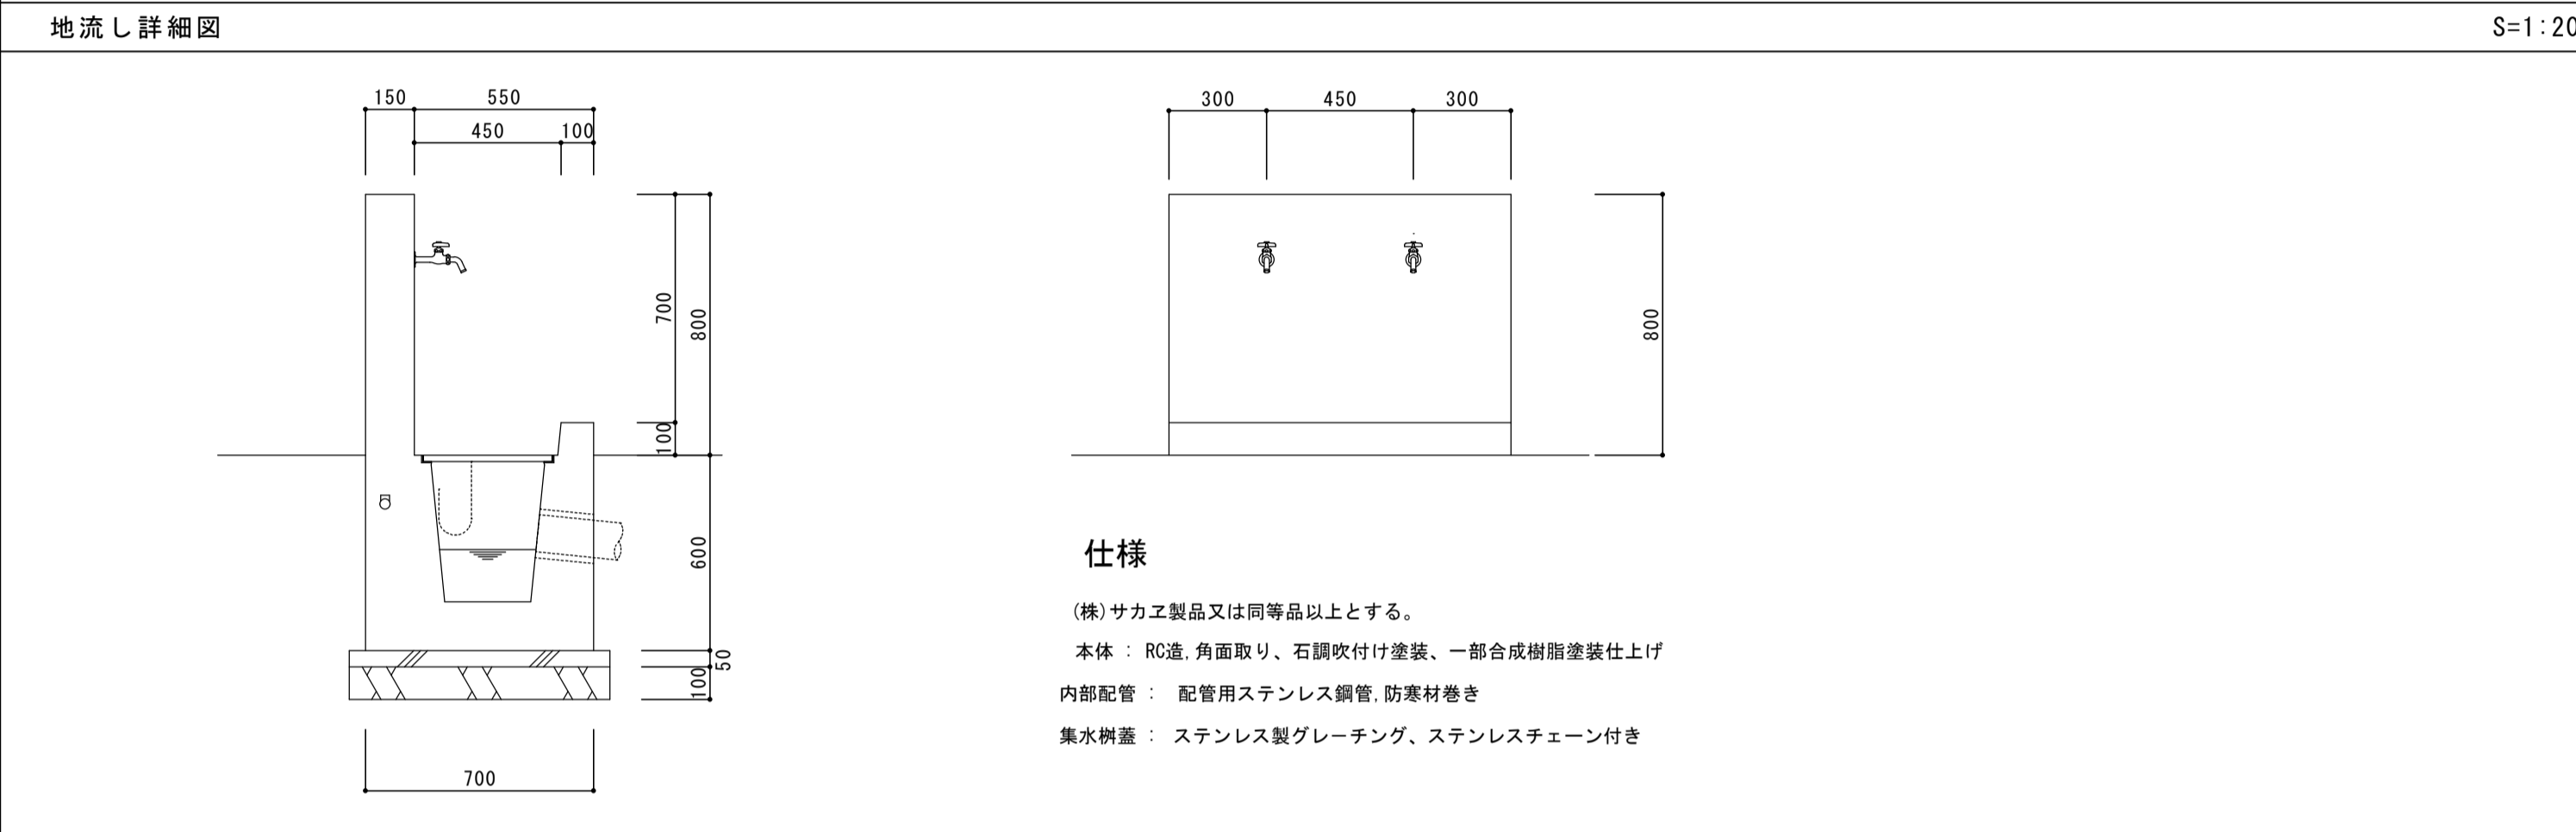 地流し詳細図
S=1:20
150 550
450 100
300 450 300
700
800
100
600
50
100
700
800
仕様
(株)サカヱ製品又は同等品以上とする。
本体 : RC造,角面取り、石調吹付け塗装、一部合成樹脂塗装仕上げ
内部配管 : 配管用ステンレス鋼管,防寒材巻き
集水桝蓋 : ステンレス製グレーチング、ステンレスチェーン付き